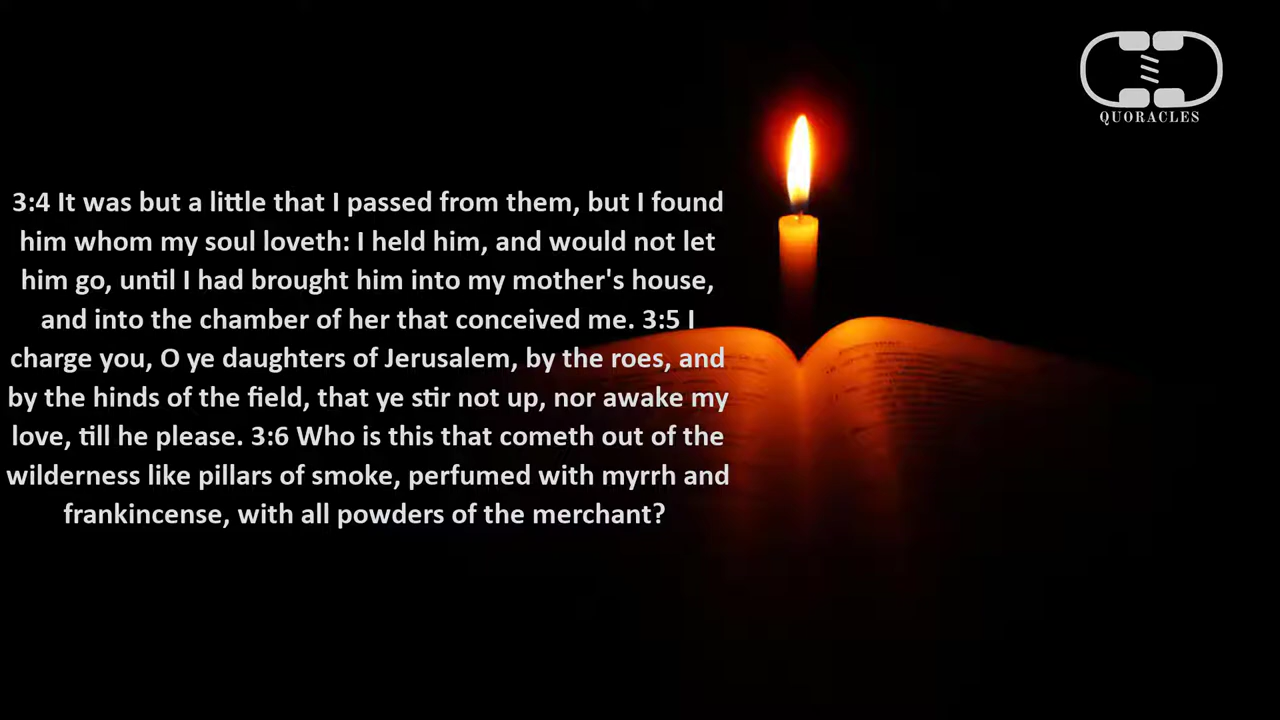 QUORACLES
3:4 It was but a little that I passed from them, but I found
him whom my soul loveth: I held him, and would not let
him go, until I had brought him into my mother's house,
and into the chamber of her that conceived me. 3:5 I
charge you, O ye daughters of Jerusalem, by the roes, and
by the hinds of the field, that ye stir not up, nor awake my
love, till he please. 3:6 Who is this that cometh out of the
wilderness like pillars of smoke, perfumed with myrrh and
frankincense, with all powders of the merchant?